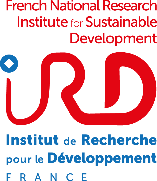 French National Research
Institute for Sustainable
Development
IRD
Institut de Recherche
pour le Développement
FRANCE